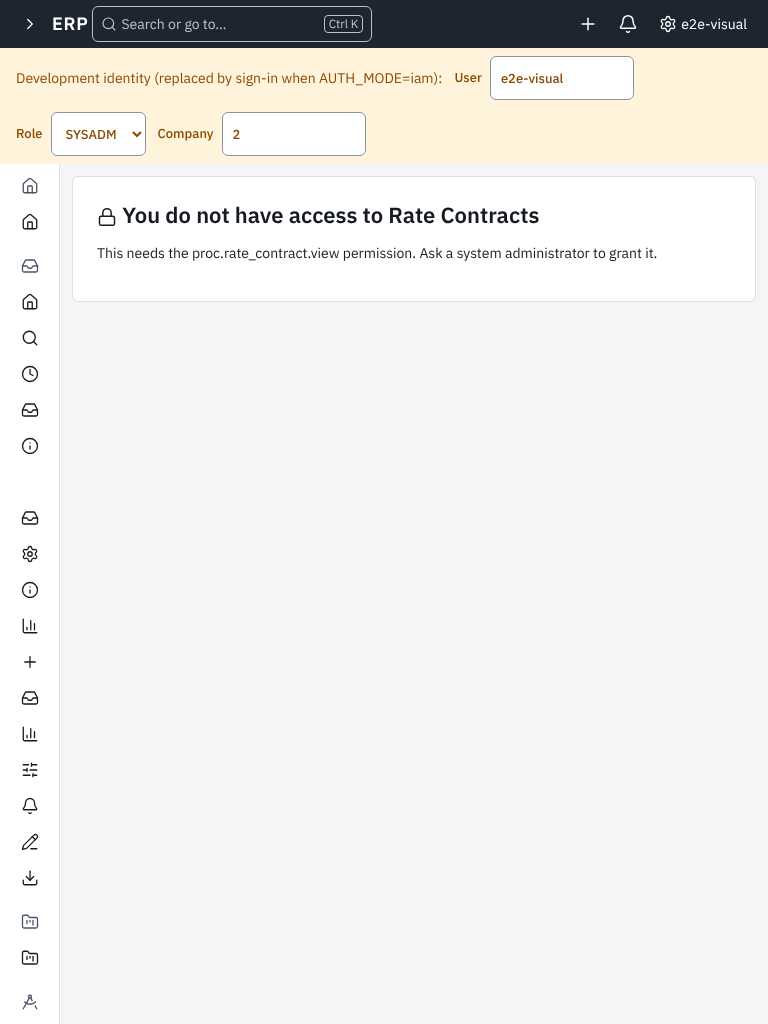 ERP Search or go to... Ctrl K e2e-visual
Development identity (replaced by sign-in when AUTH_MODE=iam): User e2e-visual
Role SYSADM Company 2
You do not have access to Rate Contracts
This needs the proc.rate_contract.view permission. Ask a system administrator to grant it.